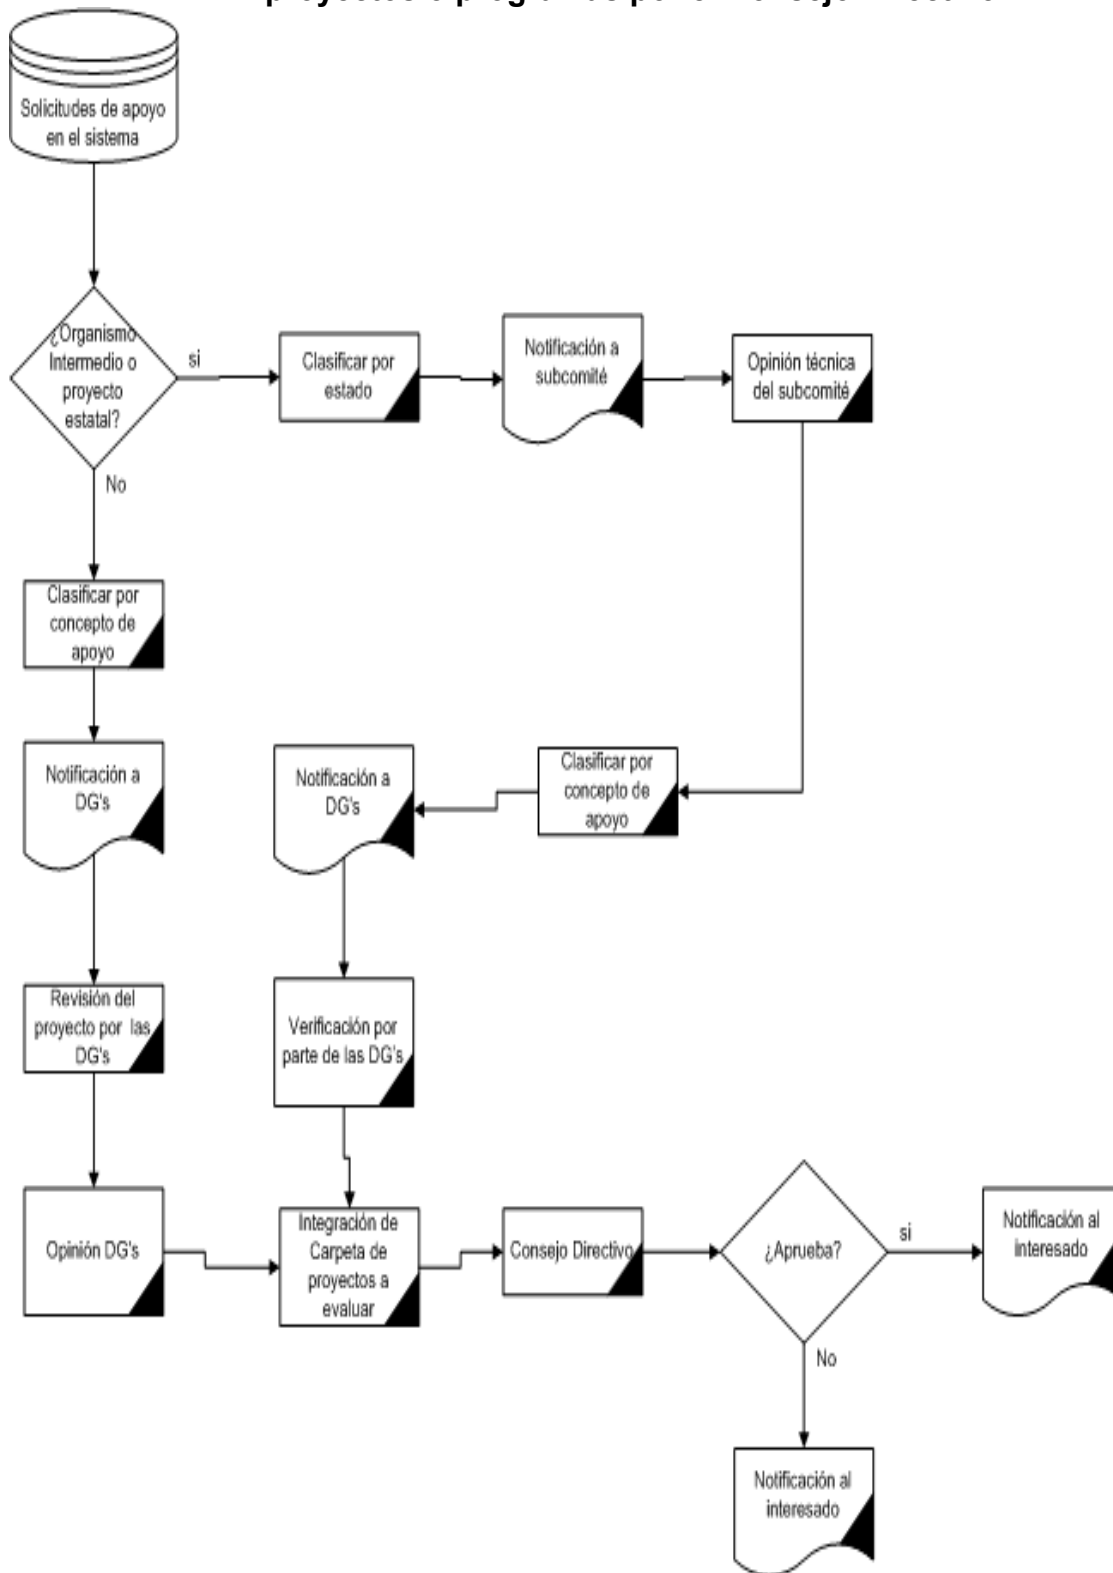 Solicitudes de apoyo
en el sistema
¿Organismo
Intermedio o
proyecto
estatal?
si
Clasificar por
estado
Notificación a
subcomité
Opinión técnica
del subcomité
No
Clasificar por
concepto de
apoyo
Notificación a
DG's
Notificación a
DG's
Clasificar por
concepto de
apoyo
Revisión del
proyecto por las
DG's
Verificación por
parte de las DG's
Opinión DG's
Integración de
Carpeta de
proyectos a
evaluar
Consejo Directivo
¿Aprueba?
si
Notificación al
interesado
No
Notificación al
interesado